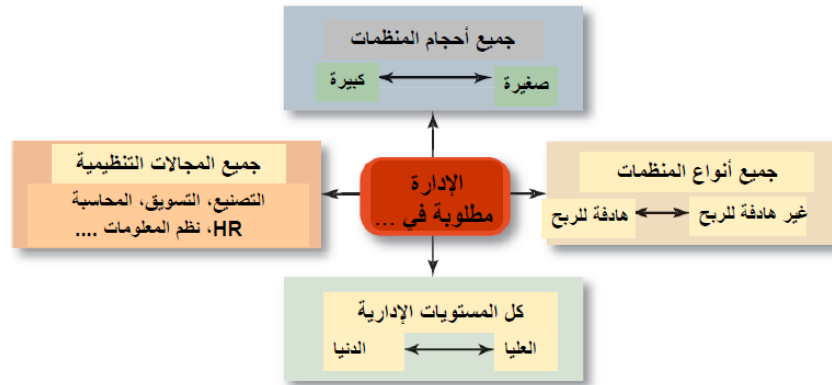 جميع أحجام المنظمات
صغيرة كبيرة
جميع أنواع المنظمات
غير هادفة للربح هادفة للربح
الإدارة
مطلوبة في ...
جميع المجالات التنظيمية
التصنيع، التسويق، المحاسبة
HR، نظم المعلومات ....
كل المستويات الإدارية
العليا الدنيا